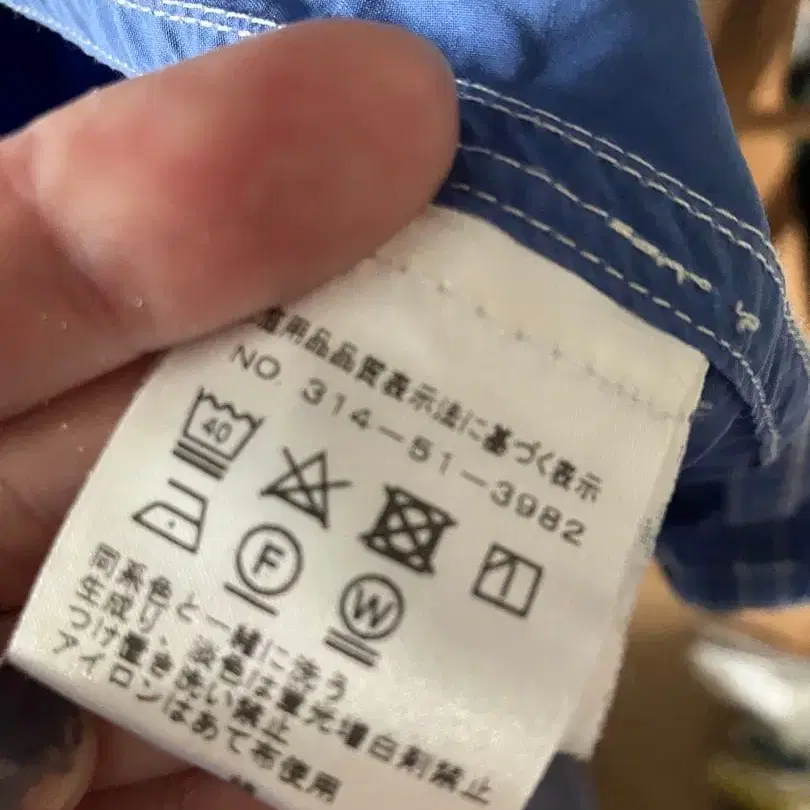 庭用品品質表示法に基づく表示
NO. 314-51-3982
40
F
W
同系色と一緒に洗う
生成り、淡色は蛍光増白剤禁止
つけ置き洗い禁止
アイロンはあて布使用